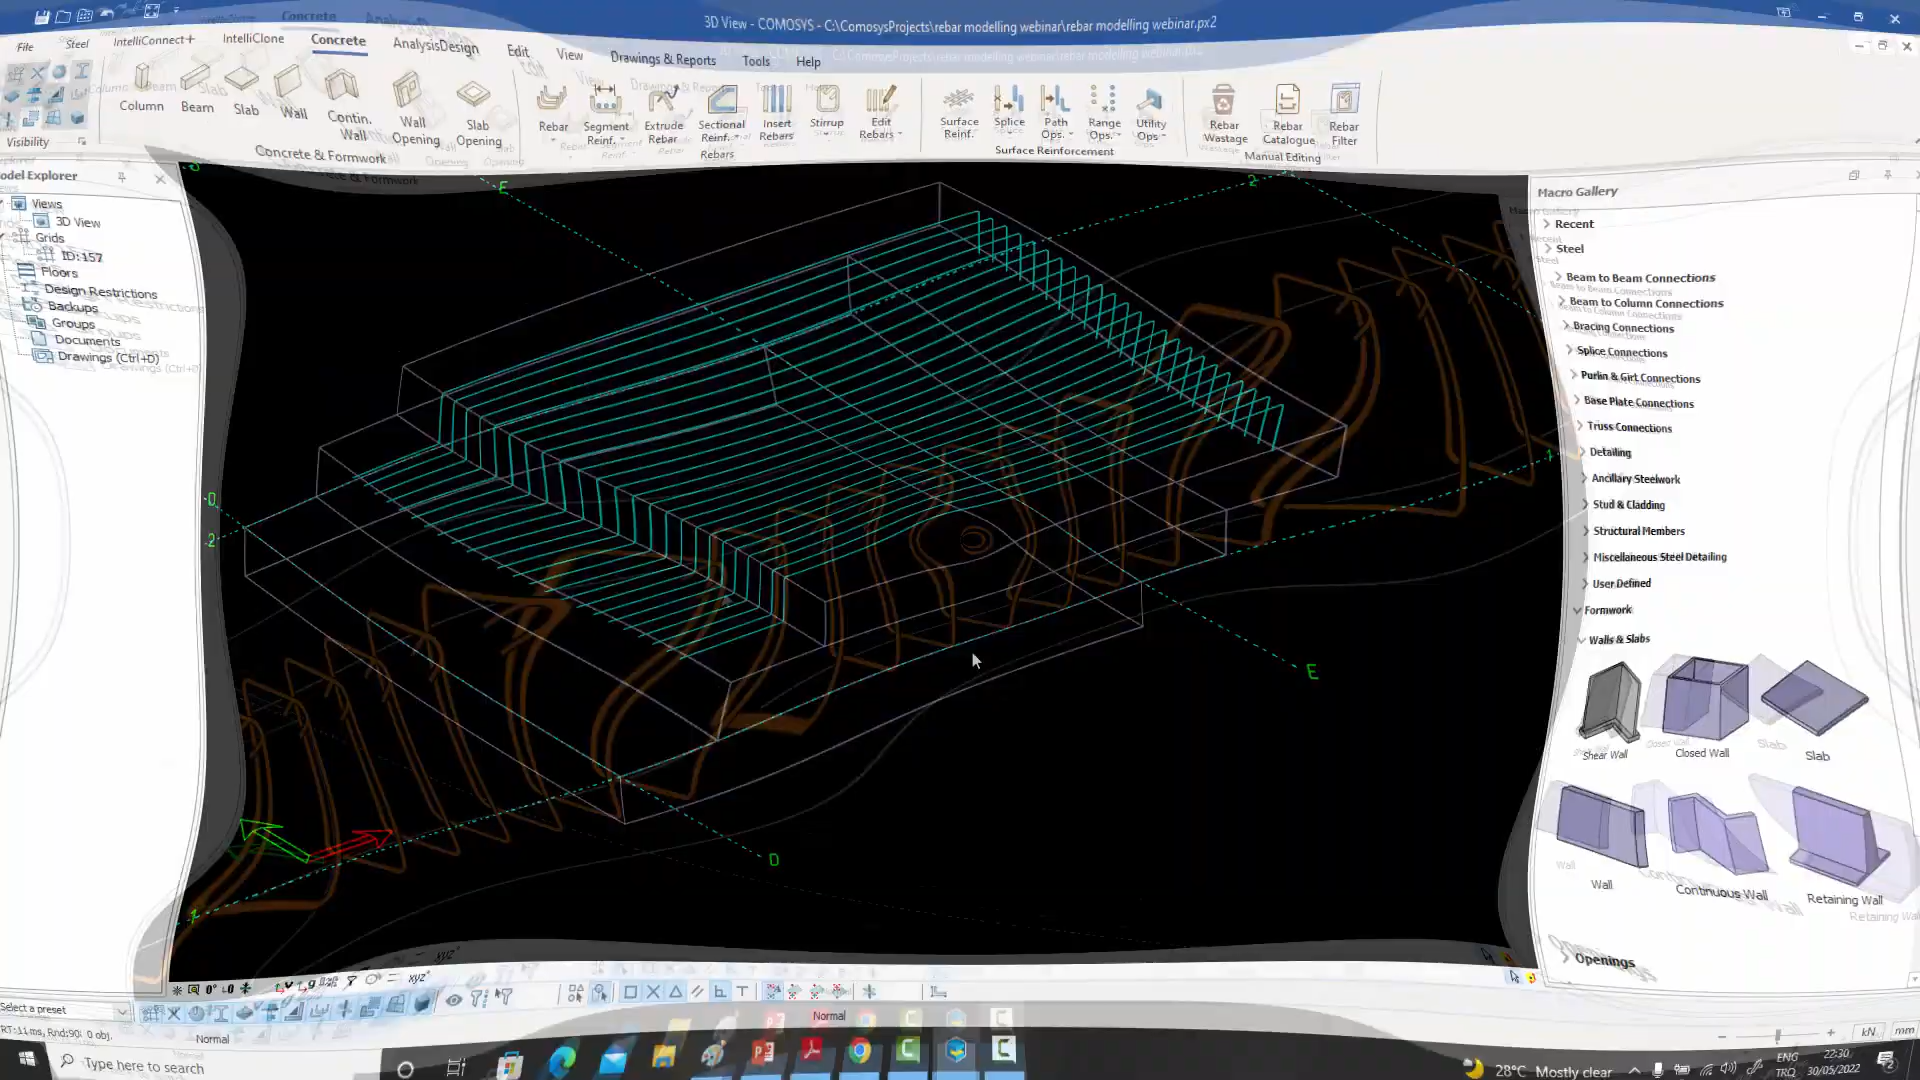 3D View - COMOSYS - C:\ComosysProjects\rebar modelling webinar\rebar modelling webinar.px2
File Steel IntelliConnect+ IntelliClone Concrete AnalysisDesign Edit View Drawings & Reports Tools Help
Column Beam Slab Wall Contin. Wall Wall Opening Slab Opening
Rebar Segment Reinf. Extrude Rebar Sectional Reinf. Insert Rebars Stirrup Edit Rebars
Surface Reinf. Splice Path Ops. Range Ops. Utility Ops
Rebar Wastage Rebar Catalogue Rebar Filter
Visibility Concrete & Formwork Rebars Surface Reinforcement Manual Editing
odel Explorer
Views
3D View
Grids
ID:157
Floors
Design Restrictions
Backups
Groups
Documents
Drawings (Ctrl+D)
E
2
D
2
1
E
D
1
Macro Gallery
Recent
Steel
Beam to Beam Connections
Beam to Column Connections
Bracing Connections
Splice Connections
Purlin & Girt Connections
Base Plate Connections
Truss Connections
Detailing
Ancillary Steelwork
Stud & Cladding
Structural Members
Miscellaneous Steel Detailing
User Defined
Formwork
Walls & Slabs
Shear Wall Closed Wall Slab
Wall Continuous Wall Retaining Wall
Openings
xyz
Select a preset
Normal
Normal
kN mm
Type here to search
28°C Mostly clear
ENG
TRQ
22:30
30/05/2022